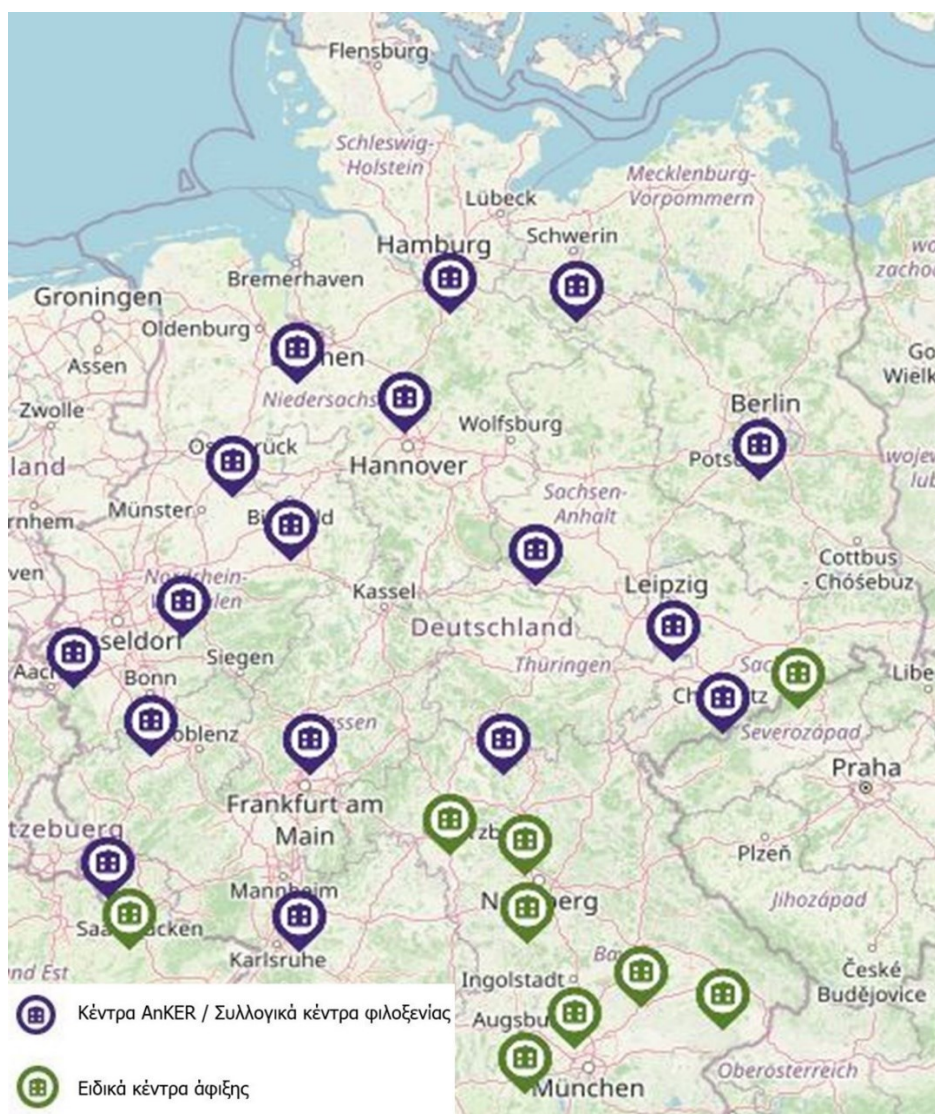 Flensburg
Schleswig-
Holstein
Mecklenburg-
Vorpommern
Lübeck
Schwerin
Hamburg
Bremerhaven
Groningen
Oldenburg
Assen
Niedersachs
Zwolle
Wolfsburg
Berlin
Hannover
Münster
Sachsen-
Anhalt
Kassel
Leipzig
Cottbus
- Chóśebuz
Deutschland
Thüringen
Siegen
Bonn
Severozápad
Praha
Frankfurt am
Main
Plzeň
Mannheim
Karlsruhe
Jihozápad
Ingolstadt
České
Budějovice
München
Oberösterreich
Κέντρα AnKER / Συλλογικά κέντρα φιλοξενίας
Ειδικά κέντρα άφιξης